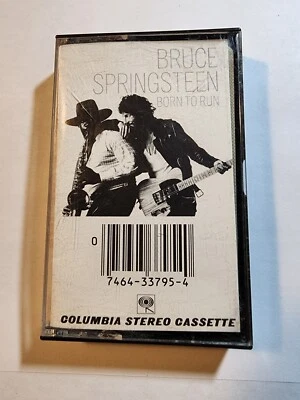 BRUCE
SPRINGSTEEN
BORN TO RUN
0
7464-33795-4
COLUMBIA STEREO CASSETTE